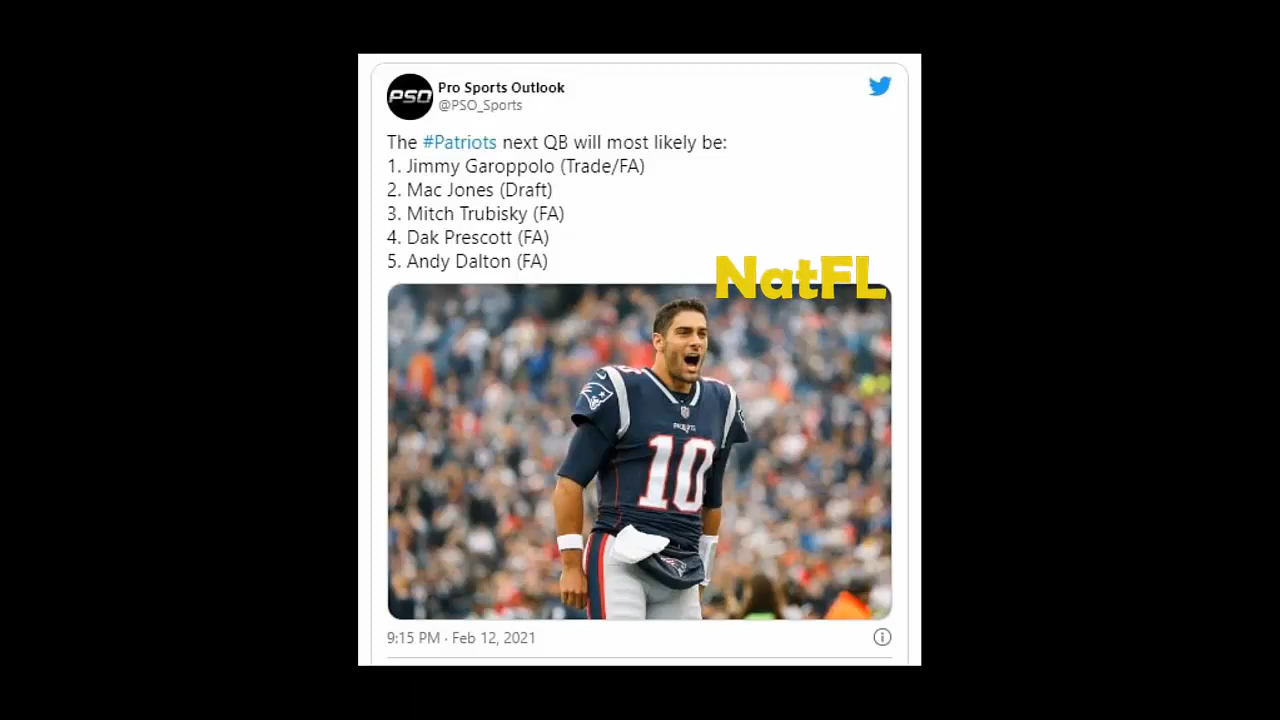 PSO
Pro Sports Outlook
@PSO_Sports
The #Patriots next QB will most likely be:
1. Jimmy Garoppolo (Trade/FA)
2. Mac Jones (Draft)
3. Mitch Trubisky (FA)
4. Dak Prescott (FA)
5. Andy Dalton (FA)
NatFL
PATRIOTS
10
9:15 PM · Feb 12, 2021